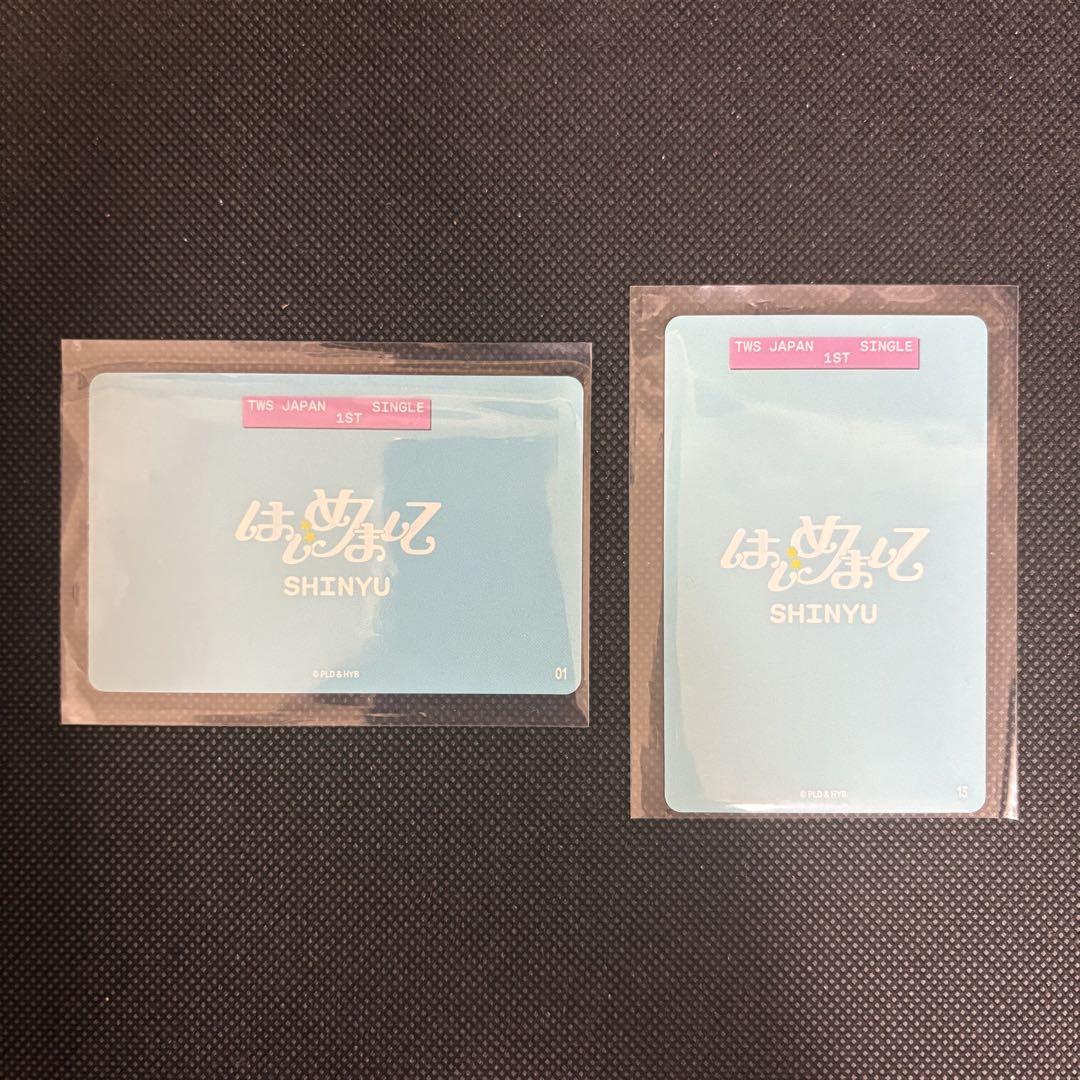 TWS JAPAN SINGLE
1ST
はじめまして
SHINYU
© PLD & HYB
01
TWS JAPAN SINGLE
1ST
はじめまして
SHINYU
© PLD & HYB.
13